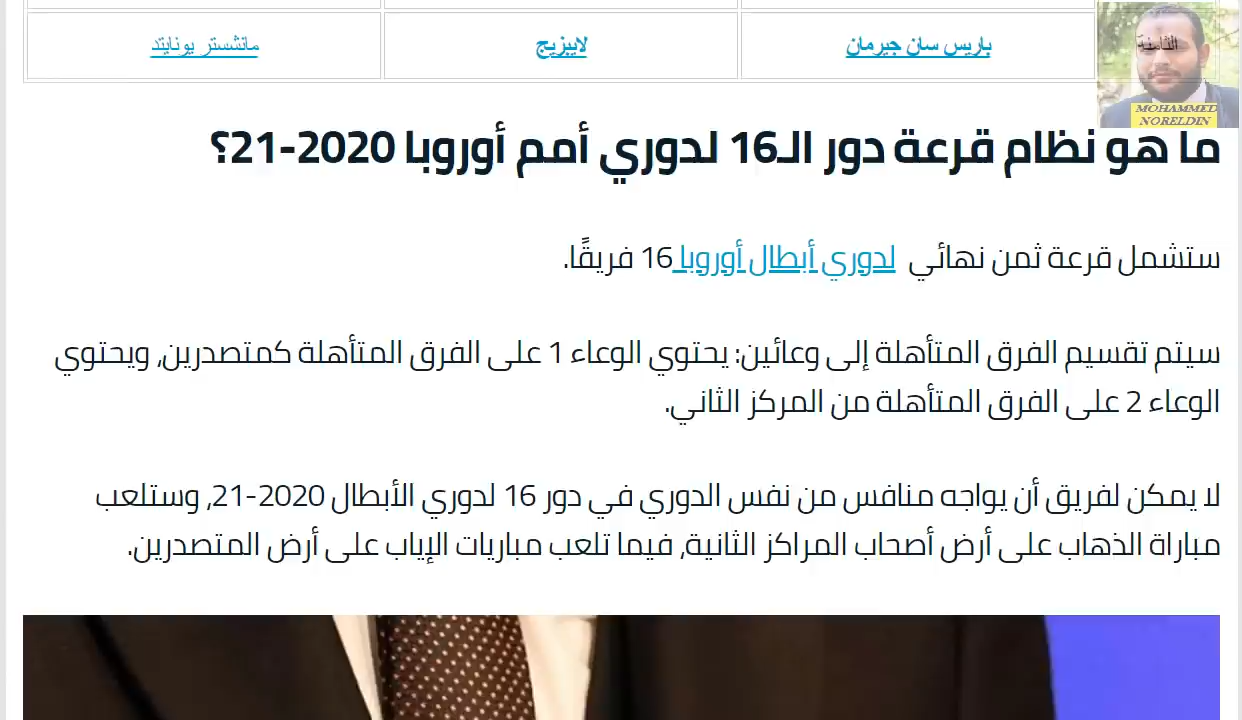 الثامنة
باريس سان جيرمان
لايبزيج
مانشستر يونايتد
MOHAMMED
NORELDIN
ما هو نظام قرعة دور الـ16 لدوري أمم أوروبا 2020-21؟
ستشمل قرعة ثمن نهائي لدوري أبطال أوروبا 16 فريقًا.
سيتم تقسيم الفرق المتأهلة إلى وعائين: يحتوي الوعاء 1 على الفرق المتأهلة كمتصدرين، ويحتوي
الوعاء 2 على الفرق المتأهلة من المركز الثاني.
لا يمكن لفريق أن يواجه منافس من نفس الدوري في دور 16 لدوري الأبطال 2020-21، وستلعب
مباراة الذهاب على أرض أصحاب المراكز الثانية، فيما تلعب مباريات الإياب على أرض المتصدرين.